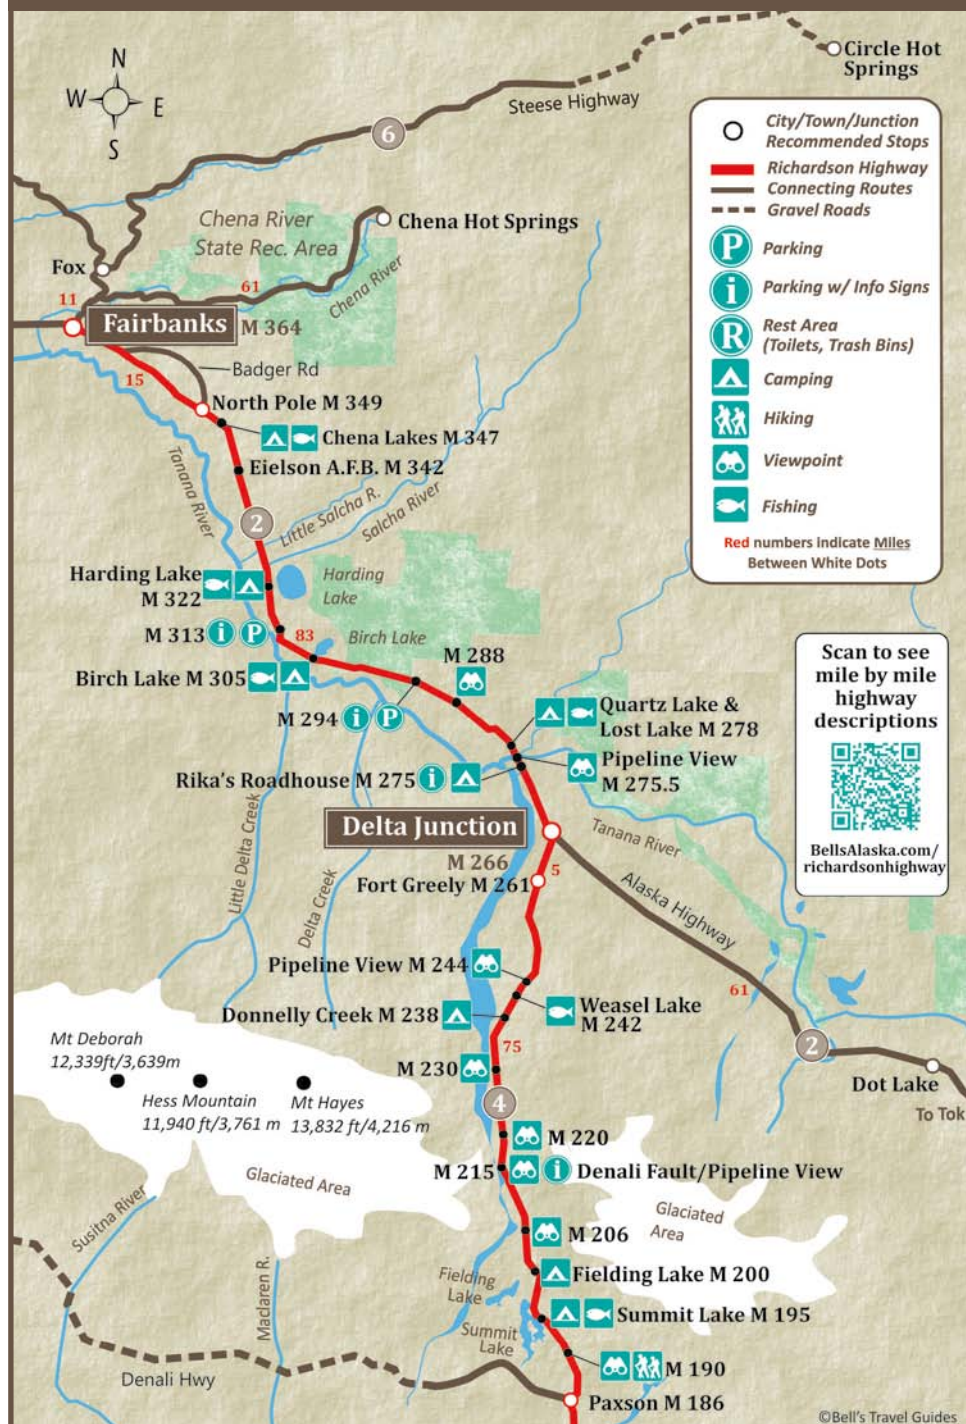 N
W
E
S
Circle Hot
Springs
Steese Highway
6
City/Town/Junction
Recommended Stops
Richardson Highway
Connecting Routes
Gravel Roads
P
Parking
i
Parking w/ Info Signs
R
Rest Area
(Toilets, Trash Bins)
Camping
Hiking
Viewpoint
Fishing
Red numbers indicate Miles
Between White Dots
Chena River
State Rec. Area
Chena Hot Springs
Fox
61
Chena River
11
Fairbanks M 364
Badger Rd
15
North Pole M 349
Chena Lakes M 347
Eielson A.F.B. M 342
Tanana River
2
Little Salcha R.
Salcha River
Harding Lake
M 322
Harding
Lake
M 313 i P
83
Birch Lake
Birch Lake M 305
M 288
M 294 i P
Quartz Lake &
Lost Lake M 278
Pipeline View
M 275.5
Rika's Roadhouse M 275 i
Scan to see
mile by mile
highway
descriptions
BellsAlaska.com/
richardsonhighway
Delta Junction
M 266
Tanana River
5
Fort Greely M 261
Alaska Highway
Little Delta Creek
Delta Creek
Pipeline View M 244
61
Weasel Lake
M 242
Donnelly Creek M 238
75
2
M 230
Dot Lake
To Tok
Mt Deborah
12,339ft/3,639m
Hess Mountain
11,940 ft/3,761 m
Mt Hayes
13,832 ft/4,216 m
4
M 220
M 215 i Denali Fault/Pipeline View
Glaciated Area
Glaciated
Area
Susitna River
M 206
Maclaren R.
Fielding
Lake
Fielding Lake M 200
Summit Lake M 195
Summit
Lake
M 190
Denali Hwy
Paxson M 186
©Bell's Travel Guides